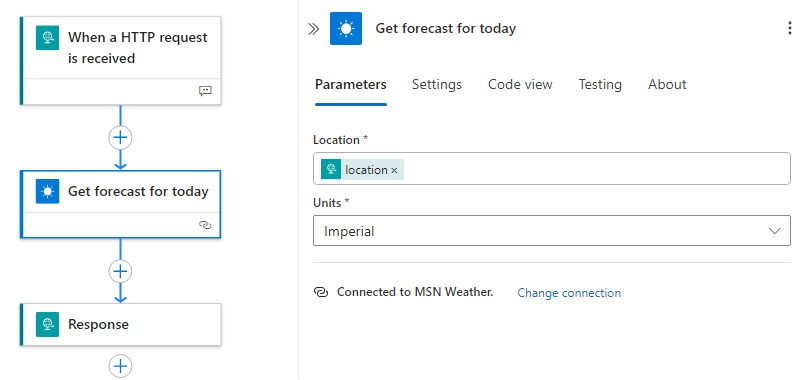 When a HTTP request
is received
Get forecast for today
Response
Get forecast for today
Parameters Settings Code view Testing About
Location *
location ×
Units *
Imperial
Connected to MSN Weather. Change connection